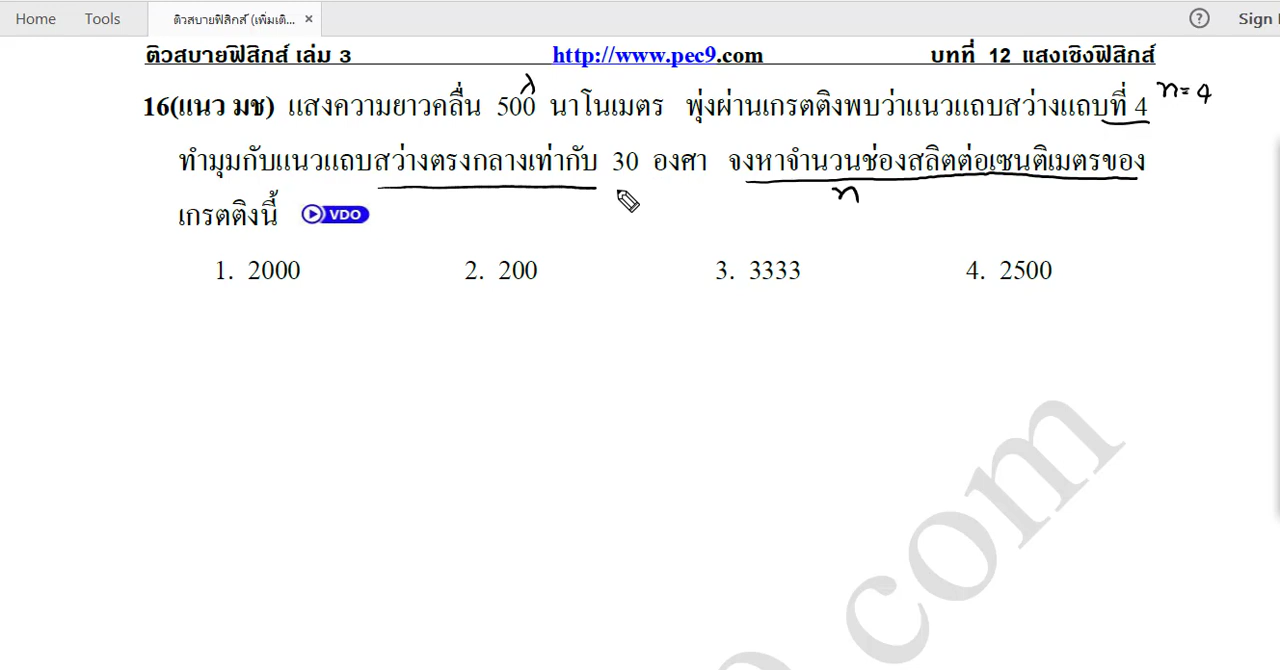 Home Tools ติวสบายฟิสิกส์ (เพิ่มเติ... × ? Sign
ติวสบายฟิสิกส์ เล่ม 3 http://www.pec9.com บทที่ 12 แสงเชิงฟิสิกส์
λ
16(แนว มช) แสงความยาวคลื่น 500 นาโนเมตร พุ่งผ่านเกรตติงพบว่าแนวแถบสว่างแถบที่ 4 n=4
ทำมุมกับแนวแถบสว่างตรงกลางเท่ากับ 30 องศา จงหาจำนวนช่องสลิตต่อเซนติเมตรของ
n
เกรตติงนี้ VDO
1. 2000 2. 200 3. 3333 4. 2500
com